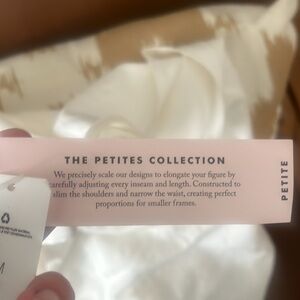 THE PETITES COLLECTION
We precisely scale our designs to elongate your figure by
carefully adjusting every inseam and length. Constructed to
slim the shoulders and narrow the waist, creating perfect
proportions for smaller frames.
PETITE